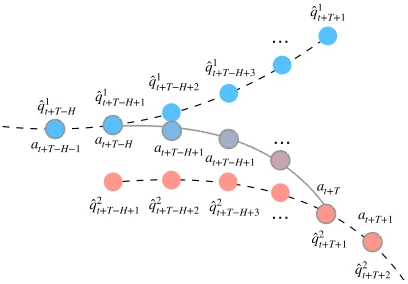 q̂¹ₜ₊T₊₁
...
q̂¹ₜ₊T₋H₊₃
q̂¹ₜ₊T₋H₊₂
q̂¹ₜ₊T₋H₊₁
q̂¹ₜ₊T₋H
aₜ₊T₋H₋₁
aₜ₊T₋H
aₜ₊T₋H₊₁
aₜ₊T₋H₊₁
...
aₜ₊T
aₜ₊T₊₁
q̂²ₜ₊T₋H₊₁
q̂²ₜ₊T₋H₊₂
q̂²ₜ₊T₋H₊₃
...
q̂²ₜ₊T₊₁
q̂²ₜ₊T₊₂